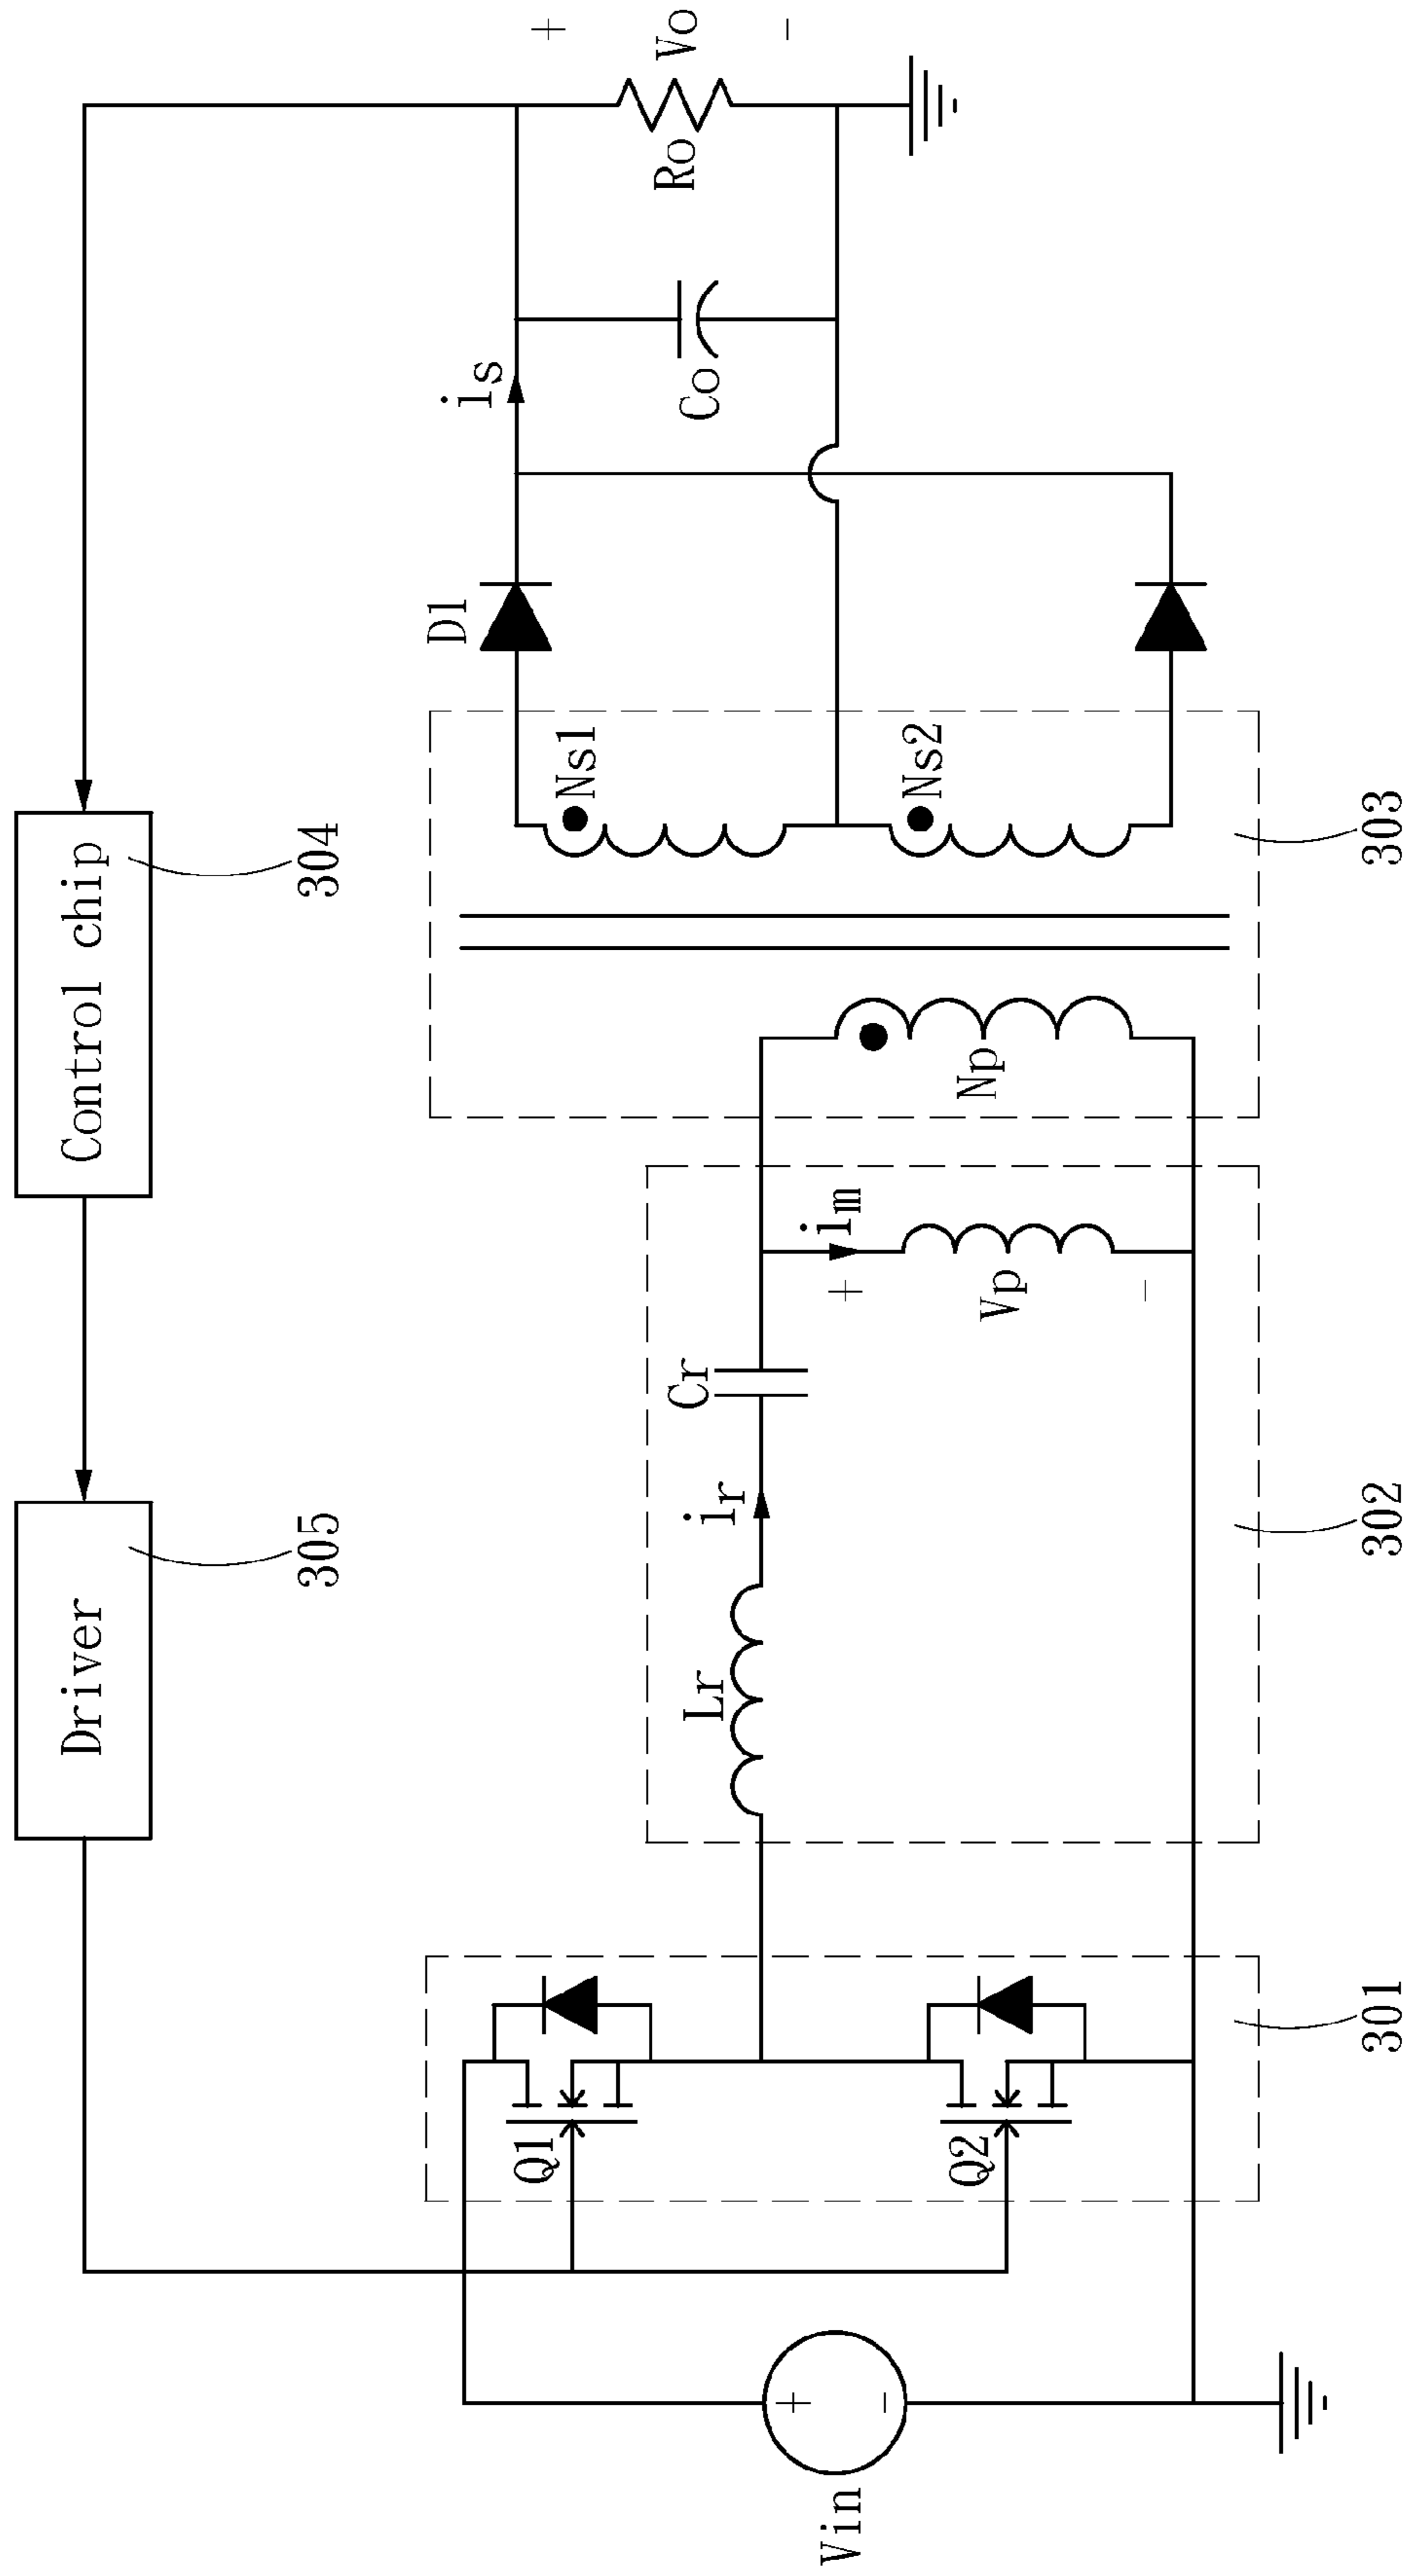 Control chip
304
Driver
305
D1
is
+
Vo
-
Ro
Co
Ns1
Ns2
303
Np
im
+
Vp
-
Cr
ir
Lr
302
Q1
Q2
301
+
-
Vin